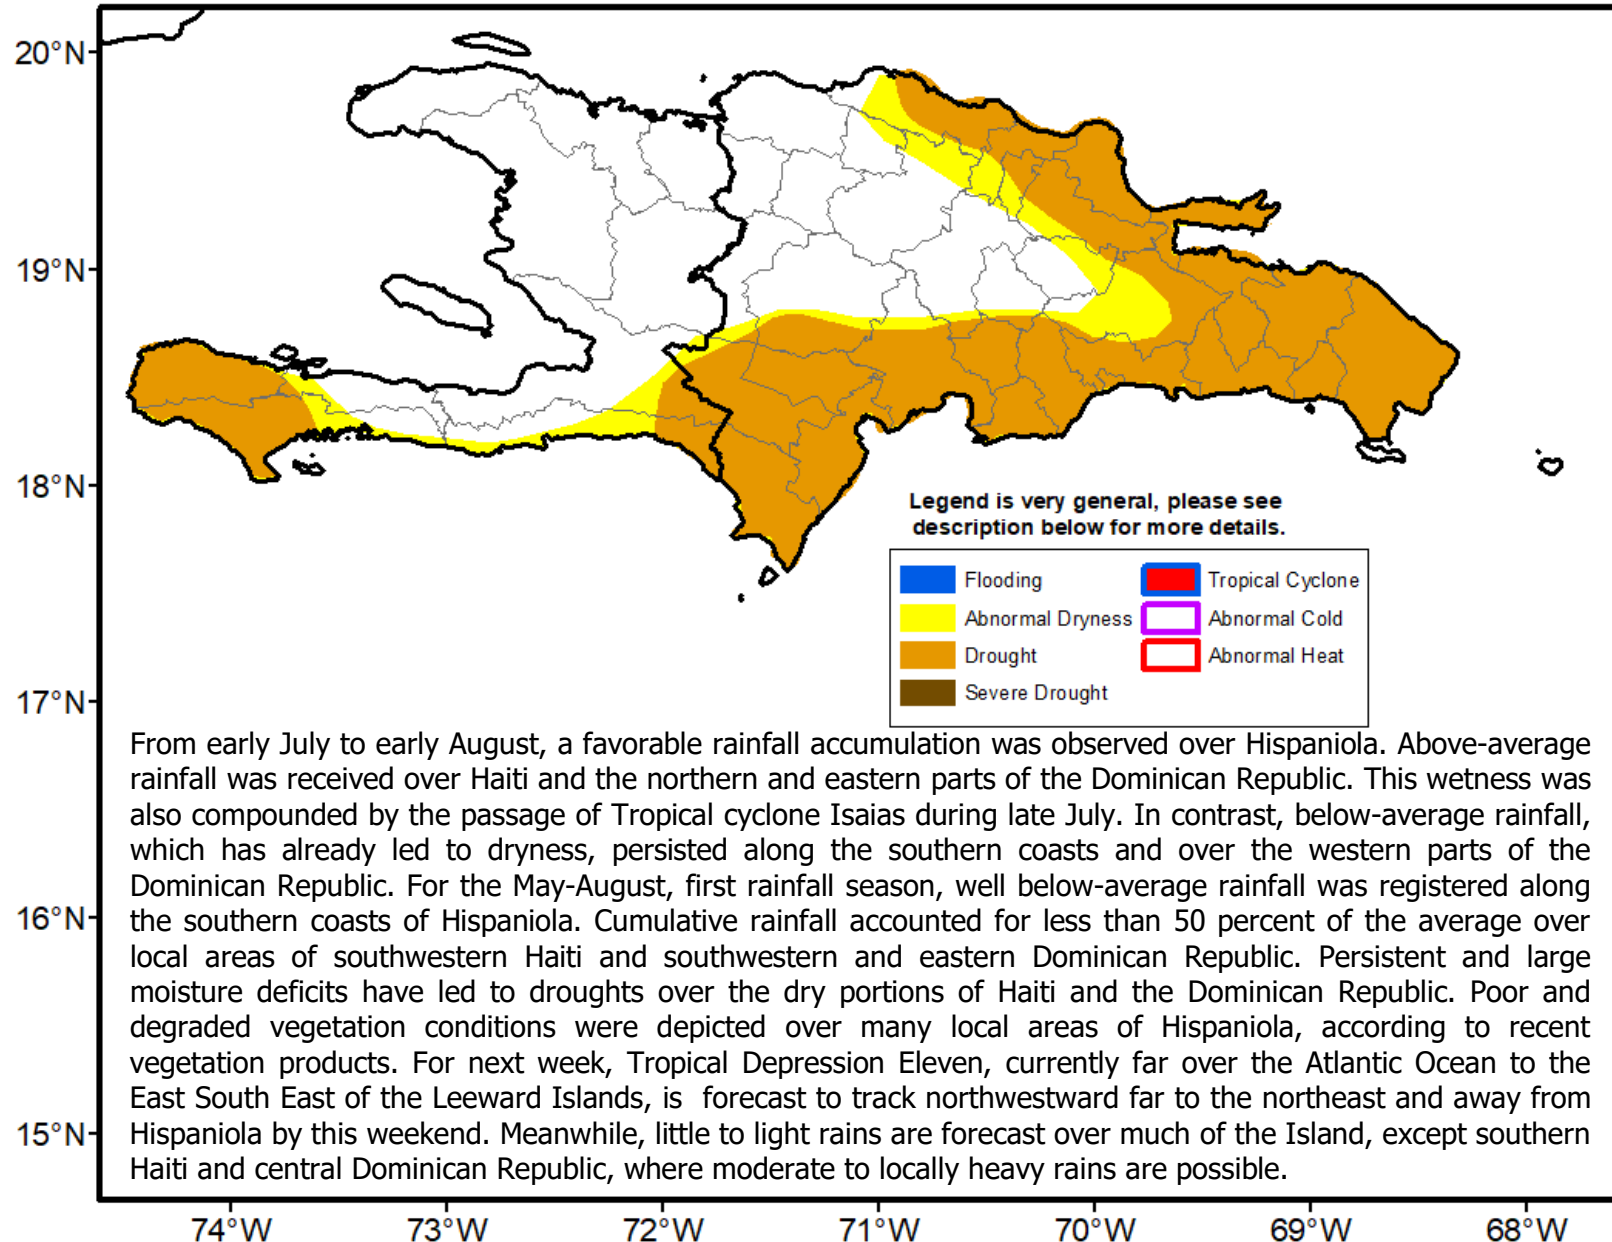 20°N
19°N
18°N
17°N
16°N
15°N
Legend is very general, please see
description below for more details.
Flooding
Tropical Cyclone
Abnormal Dryness
Abnormal Cold
Drought
Abnormal Heat
Severe Drought
From early July to early August, a favorable rainfall accumulation was observed over Hispaniola. Above-average
rainfall was received over Haiti and the northern and eastern parts of the Dominican Republic. This wetness was
also compounded by the passage of Tropical cyclone Isaias during late July. In contrast, below-average rainfall,
which has already led to dryness, persisted along the southern coasts and over the western parts of the
Dominican Republic. For the May-August, first rainfall season, well below-average rainfall was registered along
the southern coasts of Hispaniola. Cumulative rainfall accounted for less than 50 percent of the average over
local areas of southwestern Haiti and southwestern and eastern Dominican Republic. Persistent and large
moisture deficits have led to droughts over the dry portions of Haiti and the Dominican Republic. Poor and
degraded vegetation conditions were depicted over many local areas of Hispaniola, according to recent
vegetation products. For next week, Tropical Depression Eleven, currently far over the Atlantic Ocean to the
East South East of the Leeward Islands, is  forecast to track northwestward far to the northeast and away from
Hispaniola by this weekend. Meanwhile, little to light rains are forecast over much of the Island, except southern
Haiti and central Dominican Republic, where moderate to locally heavy rains are possible.
74°W
73°W
72°W
71°W
70°W
69°W
68°W